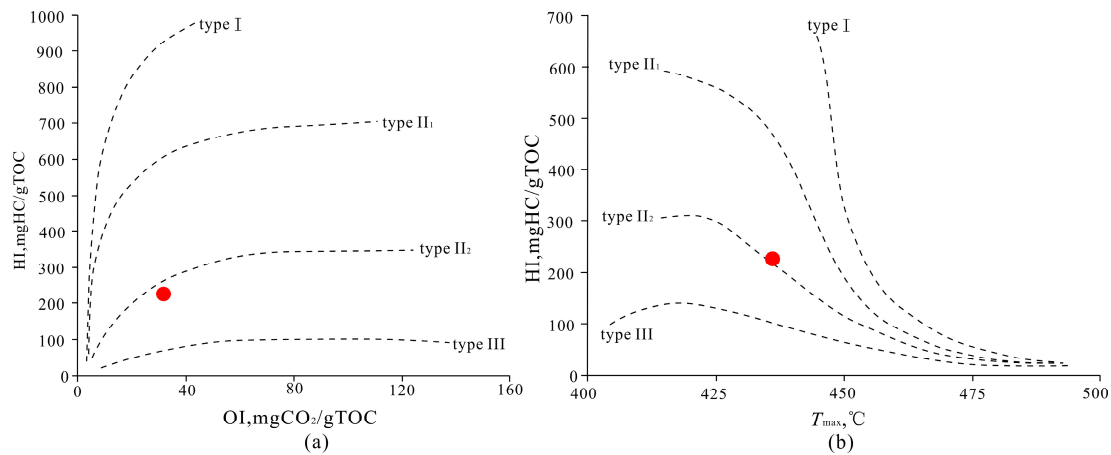 1000
900
800
700
600
500
400
300
200
100
0
HI,mgHC/gTOC
type Ⅰ
type II₁
type II₂
type III
0 40 80 120 160
OI,mgCO₂/gTOC
(a)
700
600
500
400
300
200
100
0
HI,mgHC/gTOC
type Ⅰ
type II₁
type II₂
type III
400 425 450 475 500
Tmax,℃
(b)